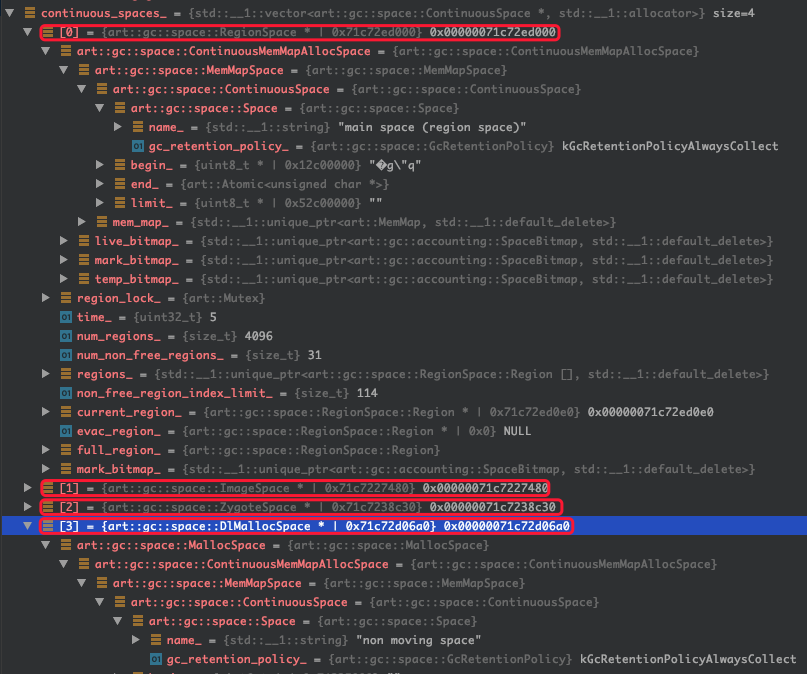 continuous_spaces_ = {std::__1::vector<art::gc::space::ContinuousSpace *, std::__1::allocator>} size=4
[0] = {art::gc::space::RegionSpace * | 0x71c72ed000} 0x00000071c72ed000
art::gc::space::ContinuousMemMapAllocSpace = {art::gc::space::ContinuousMemMapAllocSpace}
art::gc::space::MemMapSpace = {art::gc::space::MemMapSpace}
art::gc::space::ContinuousSpace = {art::gc::space::ContinuousSpace}
art::gc::space::Space = {art::gc::space::Space}
name_ = {std::__1::string} "main space (region space)"
01 gc_retention_policy_ = {art::gc::space::GcRetentionPolicy} kGcRetentionPolicyAlwaysCollect
begin_ = {uint8_t * | 0x12c00000} "�g\"q"
end_ = {art::Atomic<unsigned char *>}
limit_ = {uint8_t * | 0x52c00000} ""
mem_map_ = {std::__1::unique_ptr<art::MemMap, std::__1::default_delete>}
live_bitmap_ = {std::__1::unique_ptr<art::gc::accounting::SpaceBitmap, std::__1::default_delete>}
mark_bitmap_ = {std::__1::unique_ptr<art::gc::accounting::SpaceBitmap, std::__1::default_delete>}
temp_bitmap_ = {std::__1::unique_ptr<art::gc::accounting::SpaceBitmap, std::__1::default_delete>}
region_lock_ = {art::Mutex}
01 time_ = {uint32_t} 5
01 num_regions_ = {size_t} 4096
01 num_non_free_regions_ = {size_t} 31
regions_ = {std::__1::unique_ptr<art::gc::space::RegionSpace::Region [], std::__1::default_delete>}
01 non_free_region_index_limit_ = {size_t} 114
current_region_ = {art::gc::space::RegionSpace::Region * | 0x71c72ed0e0} 0x00000071c72ed0e0
01 evac_region_ = {art::gc::space::RegionSpace::Region * | 0x0} NULL
full_region_ = {art::gc::space::RegionSpace::Region}
mark_bitmap_ = {std::__1::unique_ptr<art::gc::accounting::SpaceBitmap, std::__1::default_delete>}
[1] = {art::gc::space::ImageSpace * | 0x71c7227480} 0x00000071c7227480
[2] = {art::gc::space::ZygoteSpace * | 0x71c7238c30} 0x00000071c7238c30
[3] = {art::gc::space::DlMallocSpace * | 0x71c72d06a0} 0x00000071c72d06a0
art::gc::space::MallocSpace = {art::gc::space::MallocSpace}
art::gc::space::ContinuousMemMapAllocSpace = {art::gc::space::ContinuousMemMapAllocSpace}
art::gc::space::MemMapSpace = {art::gc::space::MemMapSpace}
art::gc::space::ContinuousSpace = {art::gc::space::ContinuousSpace}
art::gc::space::Space = {art::gc::space::Space}
name_ = {std::__1::string} "non moving space"
01 gc_retention_policy_ = {art::gc::space::GcRetentionPolicy} kGcRetentionPolicyAlwaysCollect